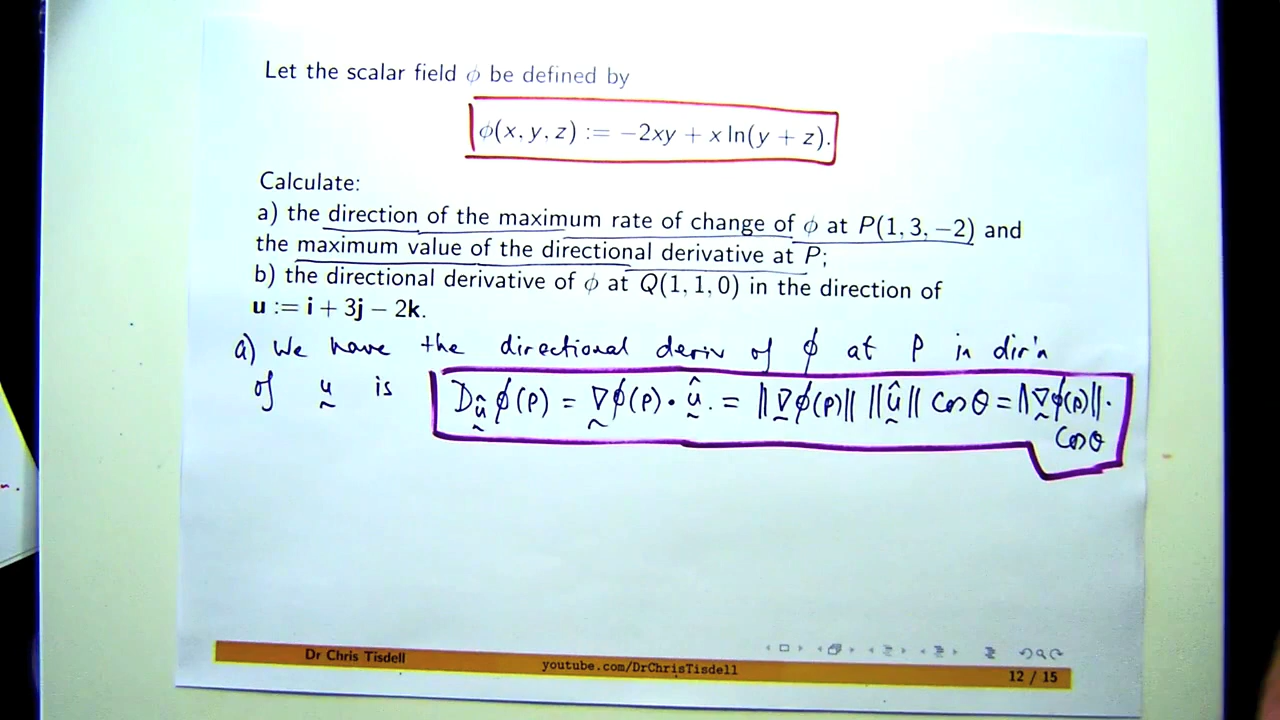 Let the scalar field ϕ be defined by
ϕ(x, y, z) := −2xy + x ln(y + z).
Calculate:
a) the direction of the maximum rate of change of ϕ at P(1, 3, −2) and
the maximum value of the directional derivative at P;
b) the directional derivative of ϕ at Q(1, 1, 0) in the direction of
u := i + 3j − 2k.
a) We have the directional deriv of ϕ at P in dir'n
of u is D_û ϕ(P) = ∇ϕ(P) • û. = ||∇ϕ(P)|| ||û|| cos θ = ||∇ϕ(P)|| .
cos θ
Dr Chris Tisdell
youtube.com/DrChrisTisdell
12 / 15